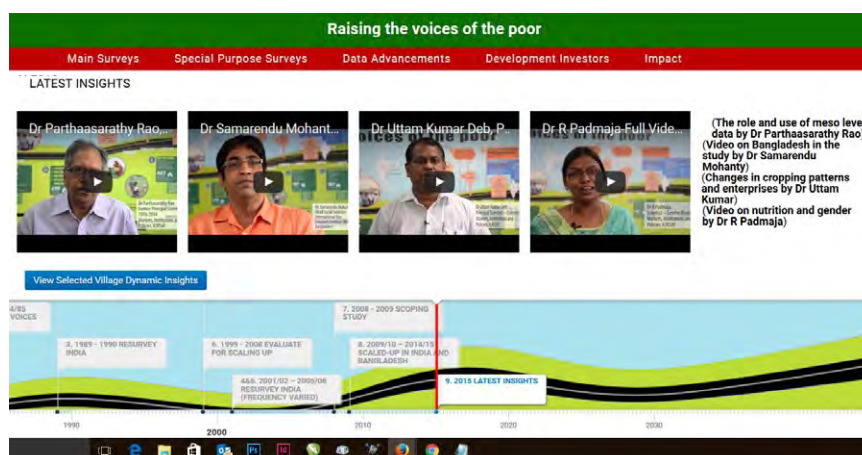 Raising the voices of the poor
Main Surveys Special Purpose Surveys Data Advancements Development Investors Impact
LATEST INSIGHTS
Dr Parthaasarathy Rao,...
Dr Samarendu Mohant...
Dr Uttam Kumar Deb, P...
Dr R Padmaja-Full Vide...
(The role and use of meso leve
data by Dr Parthaasarathy Rao)
(Video on Bangladesh in the
study by Dr Samarendu
Mohanty)
(Changes in cropping patterns
and enterprises by Dr Uttam
Kumar)
(Video on nutrition and gender
by Dr R Padmaja)
View Selected Village Dynamic Insights
4/85
VOICES
3. 1989 - 1990 RESURVEY
INDIA
6. 1999 - 2008 EVALUATE
FOR SCALING UP
4&5. 2001/02 – 2005/06
RESURVEY INDIA
(FREQUENCY VARIED)
7. 2008 - 2009 SCOPING
STUDY
8. 2009/10 – 2014/15
SCALED-UP IN INDIA AND
BANGLADESH
9. 2015 LATEST INSIGHTS
1990 2000 2010 2020 2030